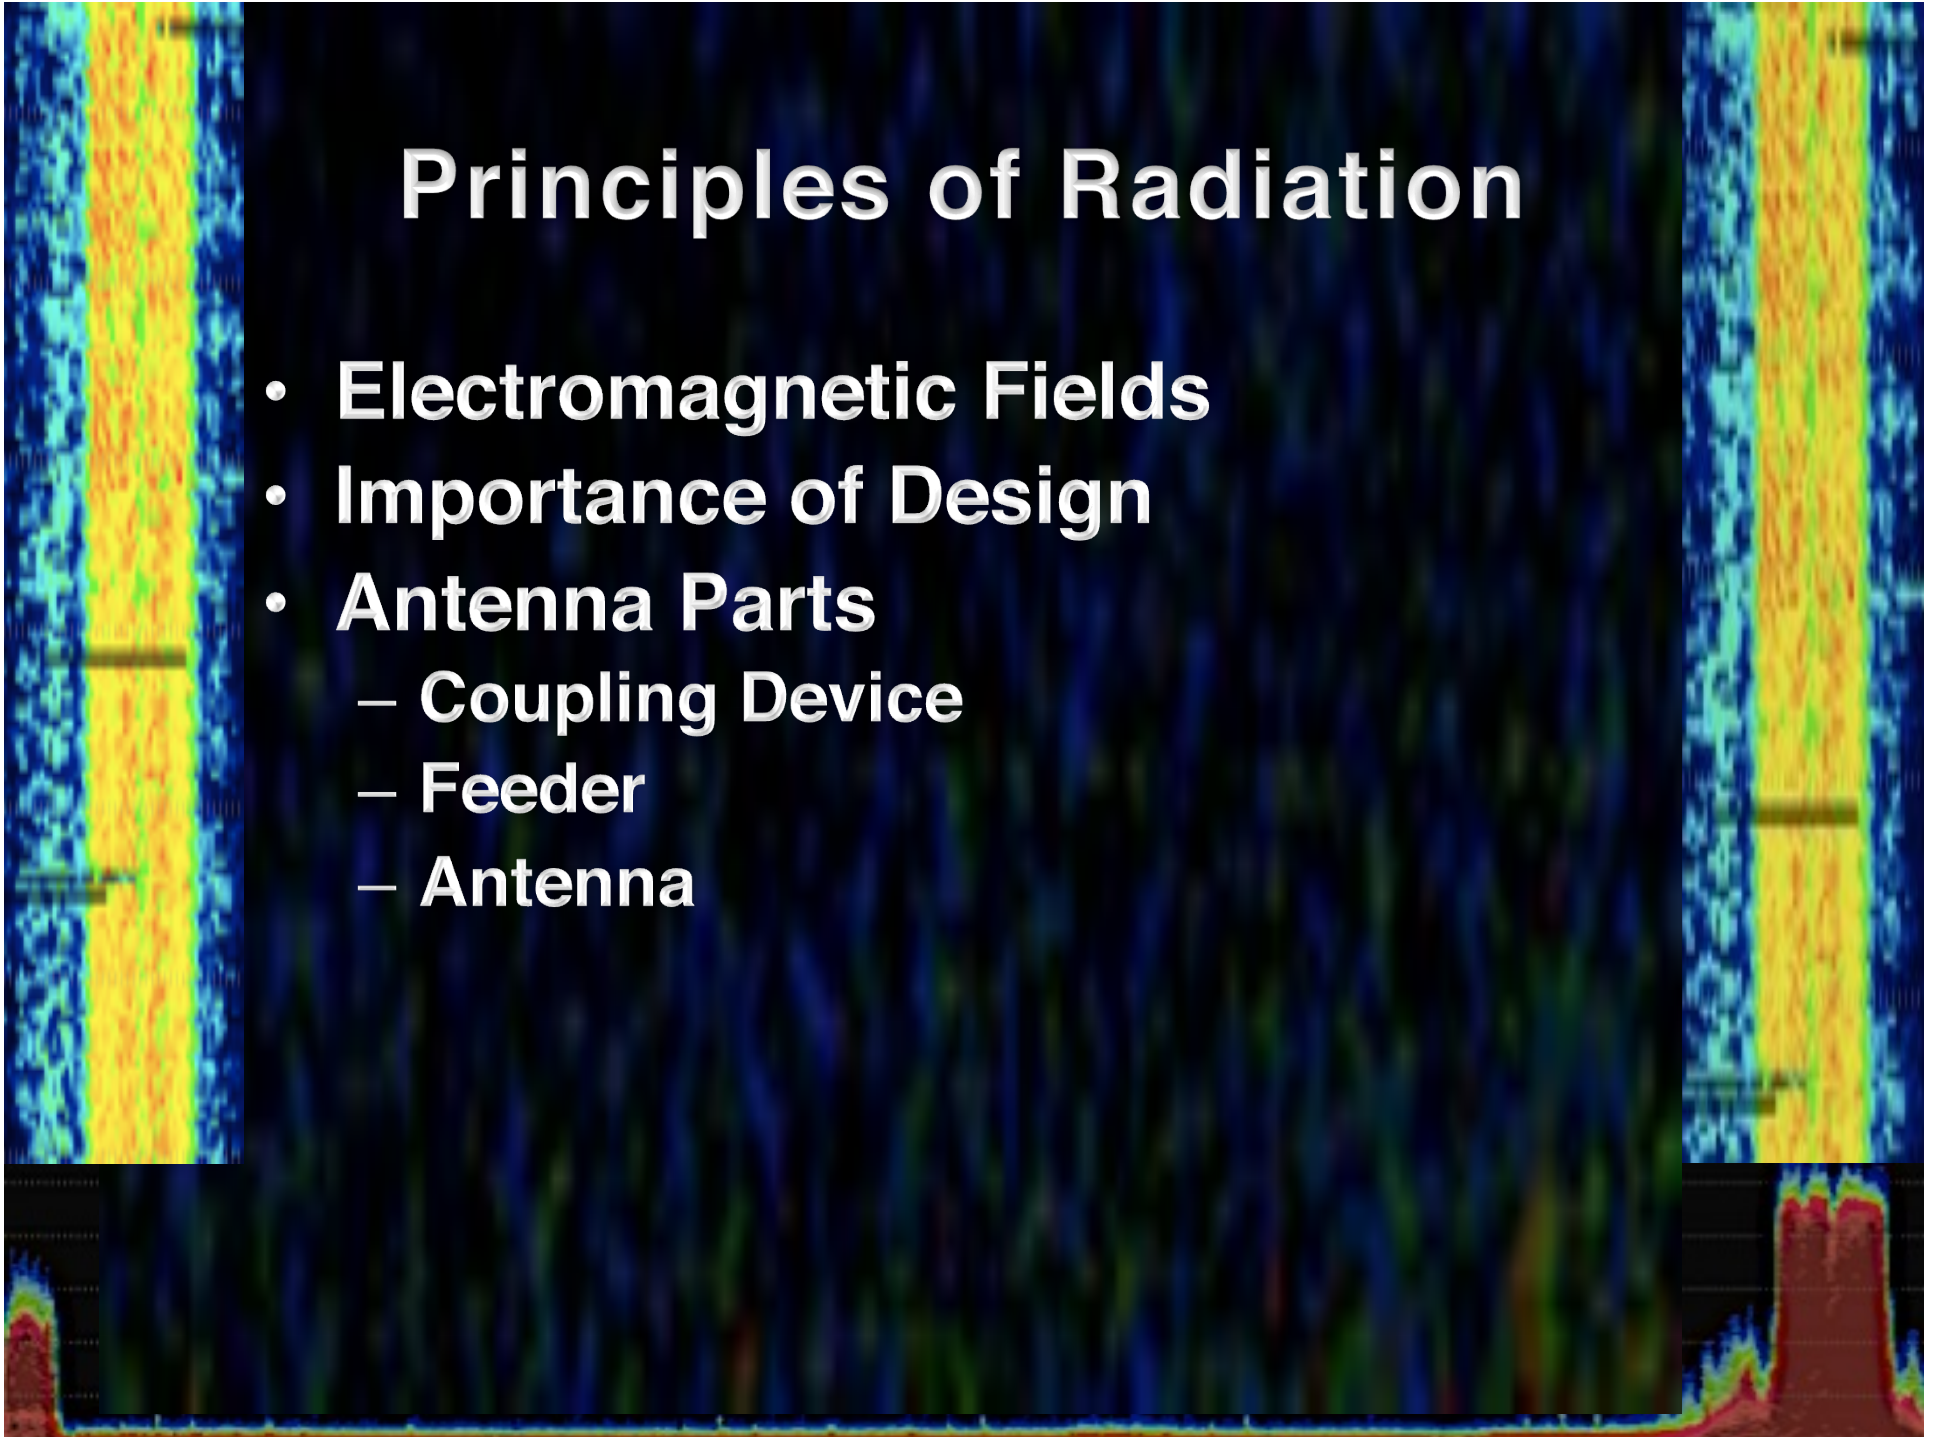 Principles of Radiation
• Electromagnetic Fields
• Importance of Design
• Antenna Parts
– Coupling Device
– Feeder
– Antenna